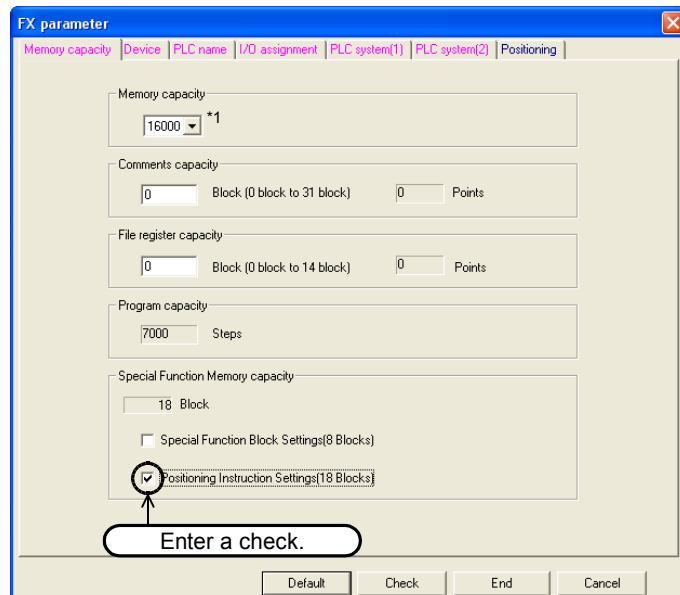 FX parameter
Memory capacity Device PLC name I/O assignment PLC system(1) PLC system(2) Positioning
Memory capacity
16000 *1
Comments capacity
0 Block (0 block to 31 block) 0 Points
File register capacity
0 Block (0 block to 14 block) 0 Points
Program capacity
7000 Steps
Special Function Memory capacity
18 Block
Special Function Block Settings(8 Blocks)
Positioning Instruction Settings(18 Blocks)
Enter a check.
Default Check End Cancel